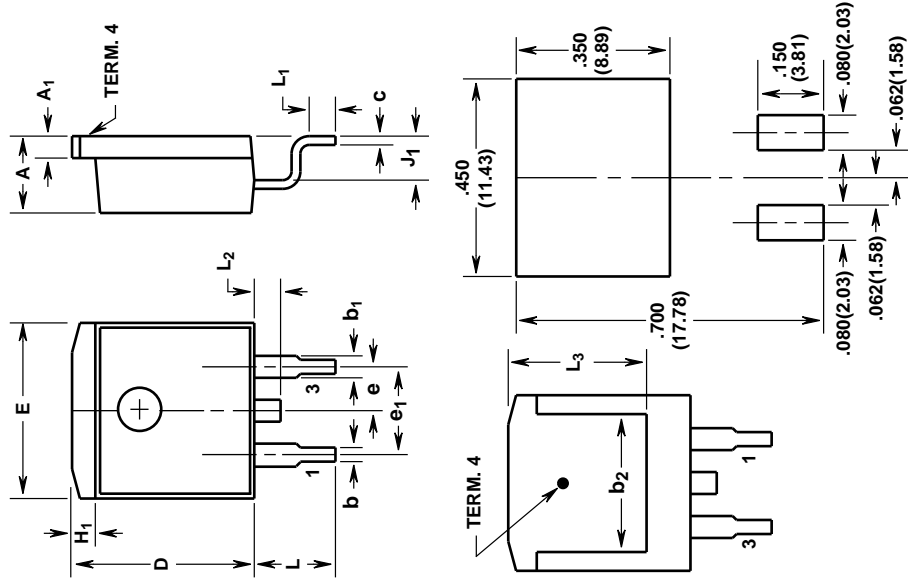 E
H₁
D
L
b
e₁
e
b₁
L₂
1
3
A
A₁
TERM. 4
L₁
c
J₁
TERM. 4
L₃
b₂
3
1
.450
(11.43)
.350
(8.89)
.700
(17.78)
.150
(3.81)
.080(2.03)
.062(1.58)
.080(2.03)
.062(1.58)